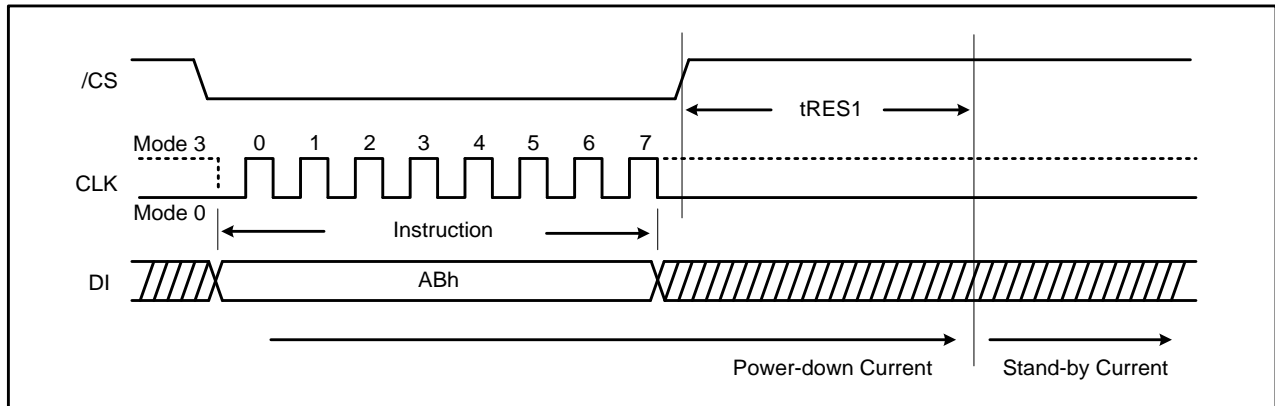 /CS
tRES1
Mode 3
0 1 2 3 4 5 6 7
CLK
Mode 0
Instruction
DI
ABh
Power-down Current
Stand-by Current